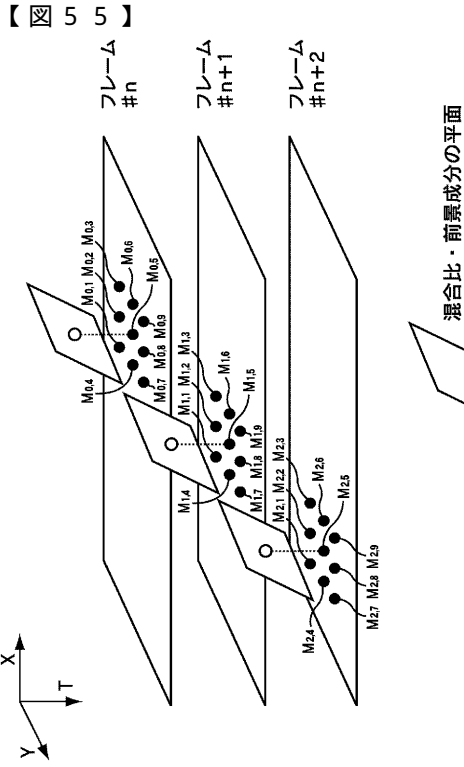 【図55】
フレーム
#n
フレーム
#n+1
フレーム
#n+2
M0,1
M0,2
M0,3
M0,4
M0,5
M0,6
M0,7
M0,8
M0,9
M1,1
M1,2
M1,3
M1,4
M1,5
M1,6
M1,7
M1,8
M1,9
M2,1
M2,2
M2,3
M2,4
M2,5
M2,6
M2,7
M2,8
M2,9
X
Y
T
混合比・前景成分の平面